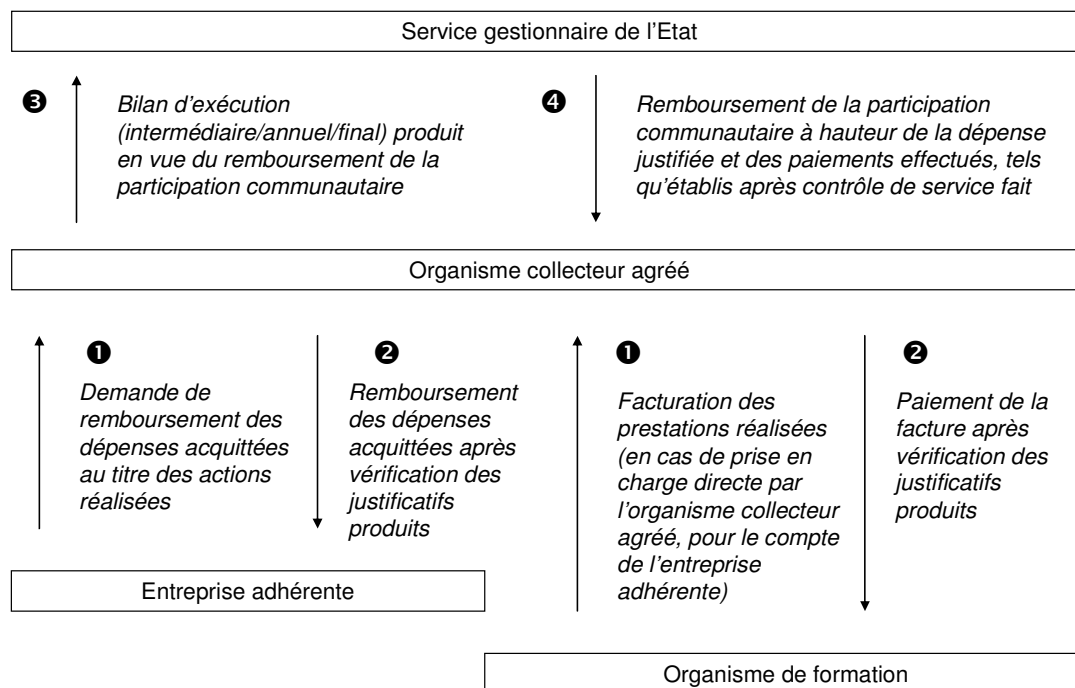 Service gestionnaire de l'Etat
❸
Bilan d'exécution
(intermédiaire/annuel/final) produit
en vue du remboursement de la
participation communautaire
❹
Remboursement de la participation
communautaire à hauteur de la dépense
justifiée et des paiements effectués, tels
qu'établis après contrôle de service fait
Organisme collecteur agréé
❶
Demande de
remboursement des
dépenses acquittées
au titre des actions
réalisées
❷
Remboursement
des dépenses
acquittées après
vérification des
justificatifs
produits
❶
Facturation des
prestations réalisées
(en cas de prise en
charge directe par
l'organisme collecteur
agréé, pour le compte
de l'entreprise
adhérente)
❷
Paiement de la
facture après
vérification des
justificatifs
produits
Entreprise adhérente
Organisme de formation